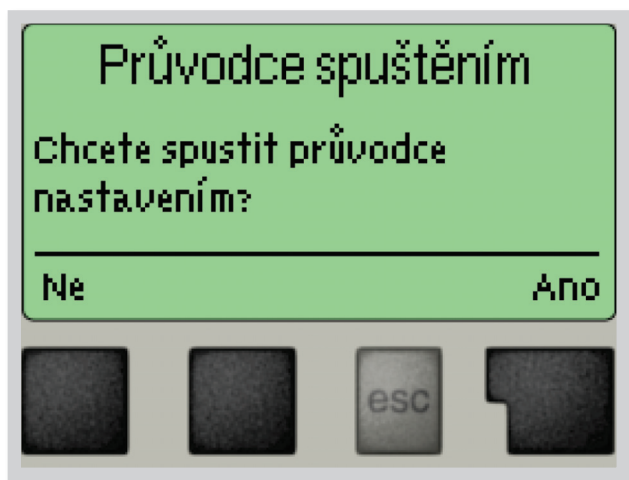 Průvodce spuštěním
Chcete spustit průvodce
nastavením?
Ne Ano
esc